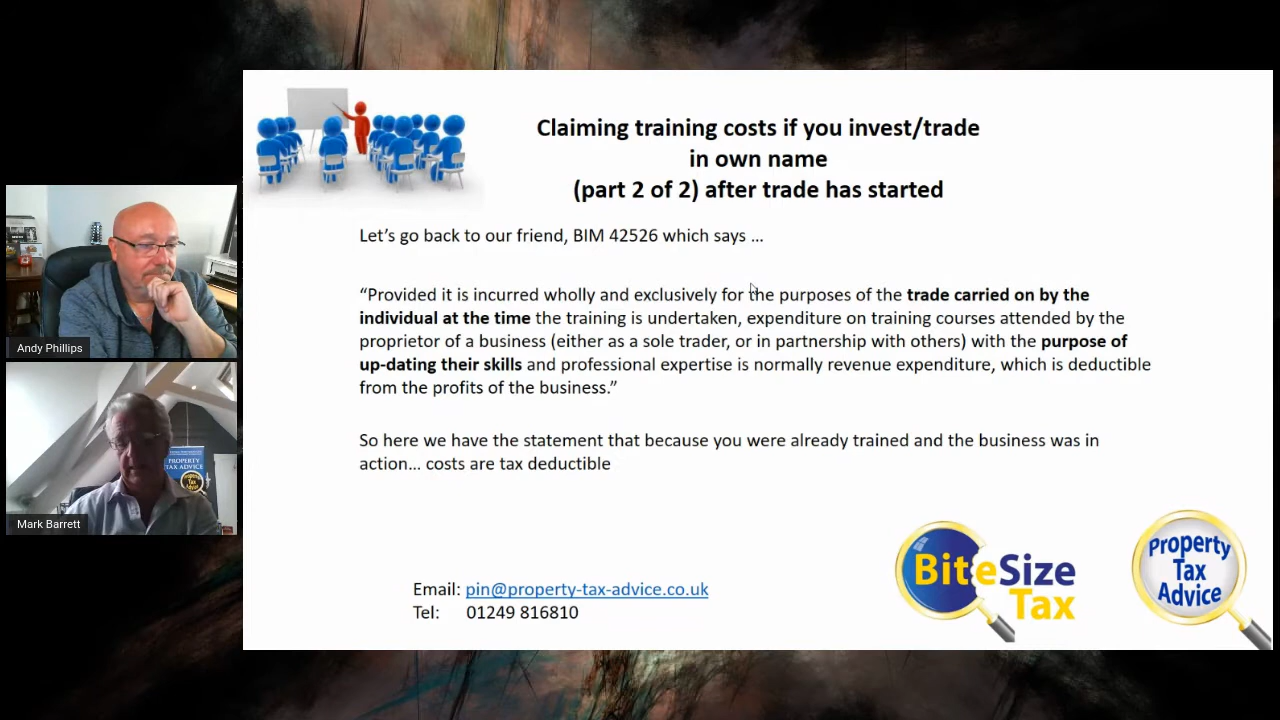 Claiming training costs if you invest/trade
in own name
(part 2 of 2) after trade has started
Let's go back to our friend, BIM 42526 which says ...
“Provided it is incurred wholly and exclusively for the purposes of the trade carried on by the
individual at the time the training is undertaken, expenditure on training courses attended by the
proprietor of a business (either as a sole trader, or in partnership with others) with the purpose of
up-dating their skills and professional expertise is normally revenue expenditure, which is deductible
from the profits of the business.”
So here we have the statement that because you were already trained and the business was in
action... costs are tax deductible
Email: pin@property-tax-advice.co.uk
Tel: 01249 816810
BiteSize
Tax
Property
Tax
Advice
Andy Phillips
PROPERTY
TAX ADVICE
Property
Tax
Advice
Mark Barrett